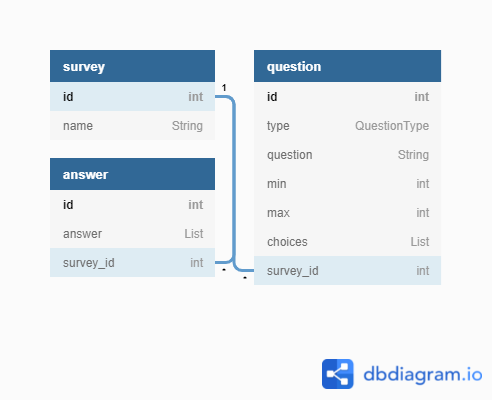 survey
id int
name String
answer
id int
answer List
survey_id int
question
id int
type QuestionType
question String
min int
max int
choices List
survey_id int
1
*
*
dbdiagram.io